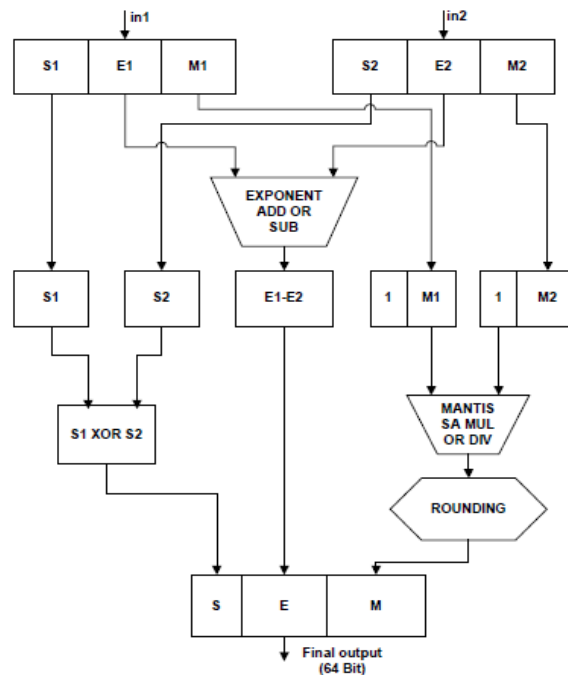 in1
in2
S1 E1 M1
S2 E2 M2
EXPONENT
ADD OR
SUB
S1
S2
E1-E2
1 M1
1 M2
S1 XOR S2
MANTIS
SA MUL
OR DIV
ROUNDING
S E M
Final output
(64 Bit)